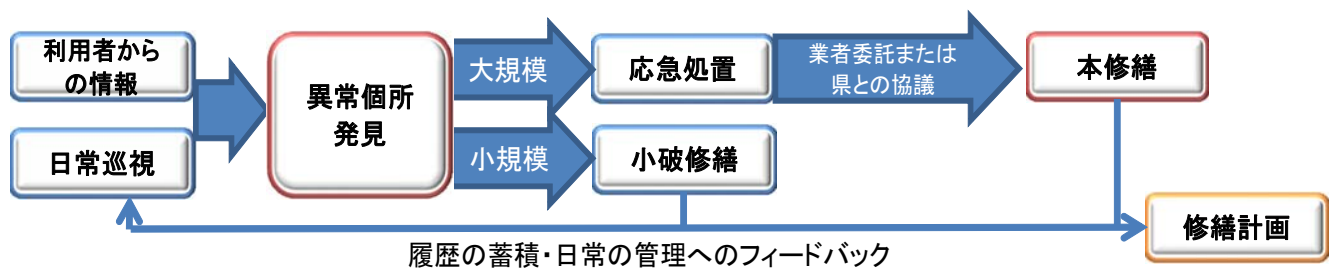 利用者から
の情報
日常巡視
異常個所
発見
大規模
小規模
応急処置
小破修繕
業者委託または
県との協議
本修繕
修繕計画
履歴の蓄積・日常の管理へのフィードバック